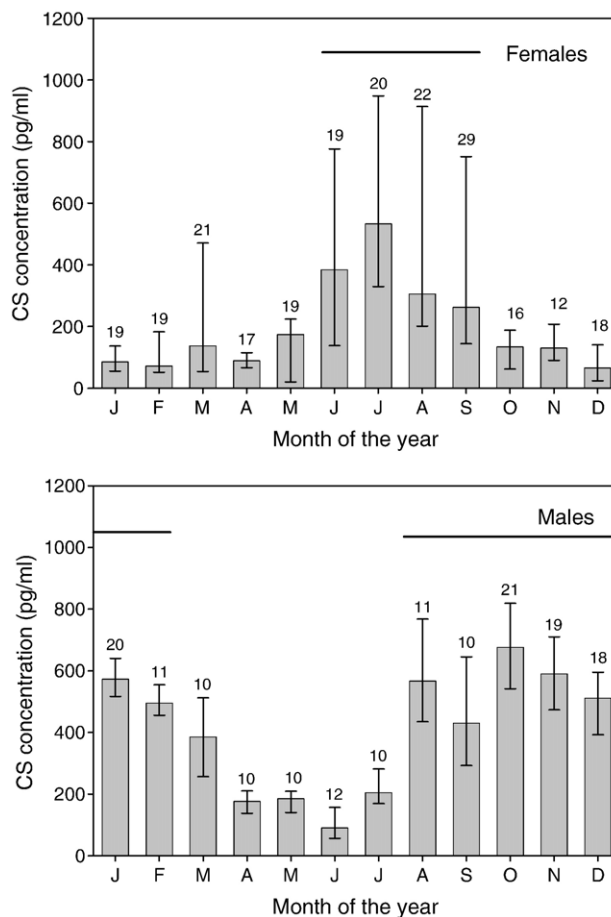 1200
1000
800
600
400
200
0
CS concentration (pg/ml)
Females
19 19 21 17 19 19 20 22 29 16 12 18
J F M A M J J A S O N D
Month of the year
1200
1000
800
600
400
200
0
CS concentration (pg/ml)
Males
20 11 10 10 10 12 10 11 10 21 19 18
J F M A M J J A S O N D
Month of the year